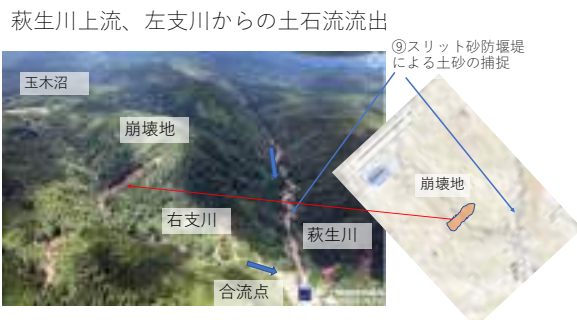 萩生川上流、左支川からの土石流流出
⑨スリット砂防堰堤
による土砂の捕捉
玉木沼
崩壊地
崩壊地
右支川
萩生川
合流点